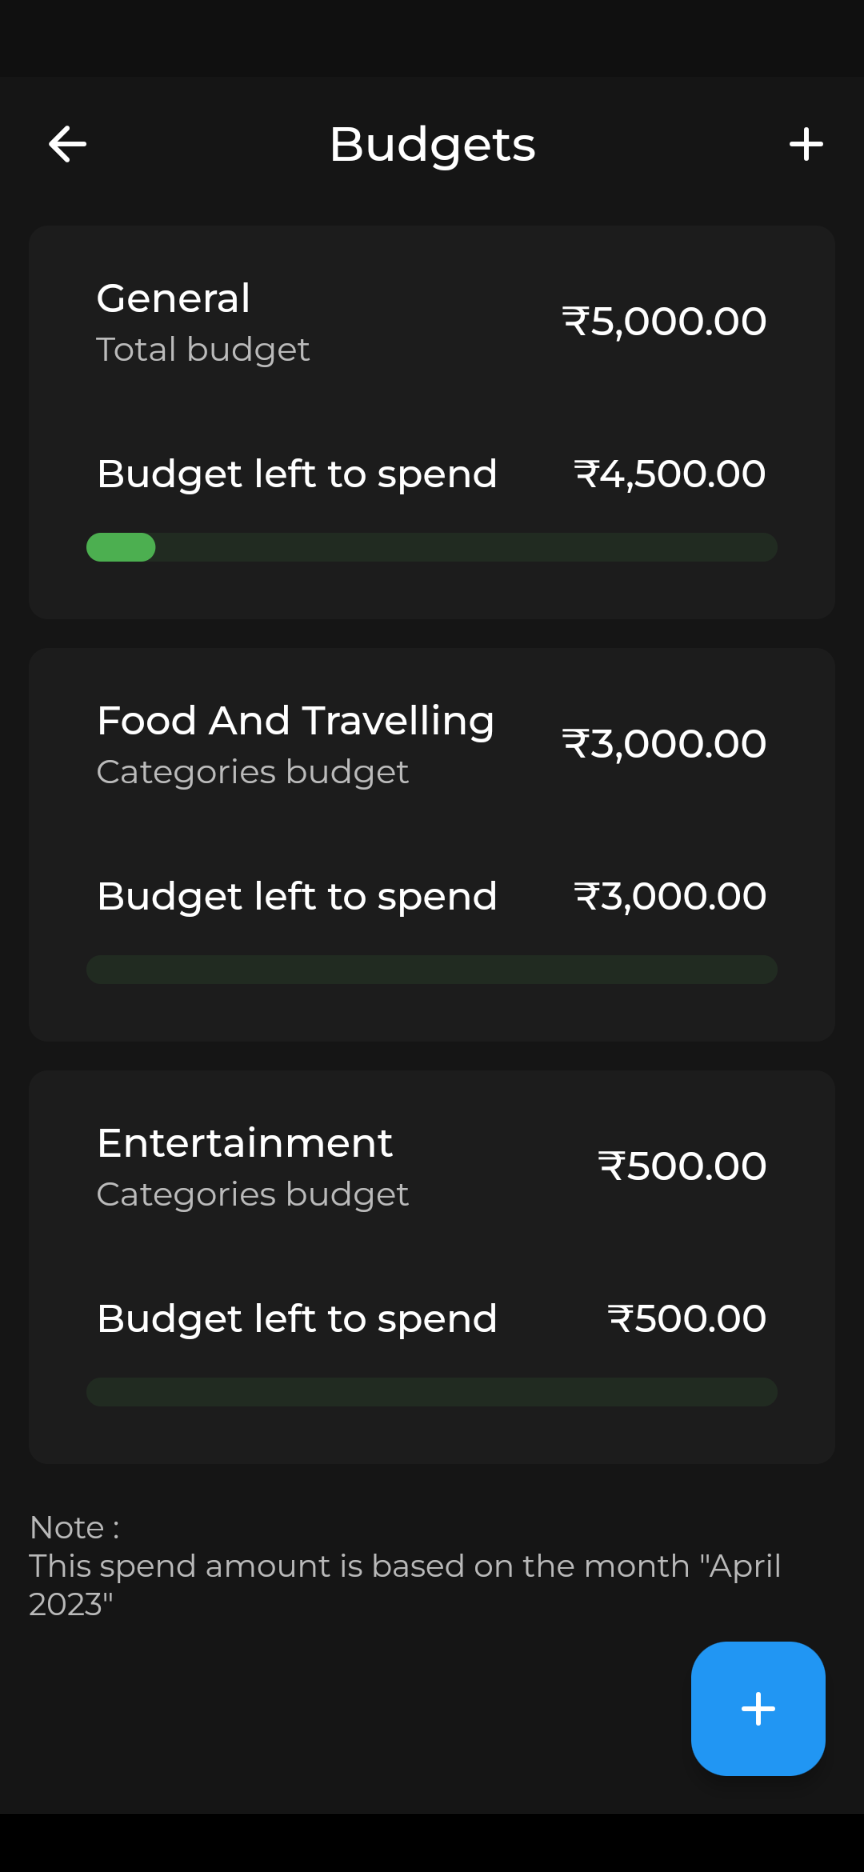 Budgets
General
Total budget
₹5,000.00
Budget left to spend ₹4,500.00
Food And Travelling
Categories budget
₹3,000.00
Budget left to spend ₹3,000.00
Entertainment
Categories budget
₹500.00
Budget left to spend ₹500.00
Note :
This spend amount is based on the month "April
2023"